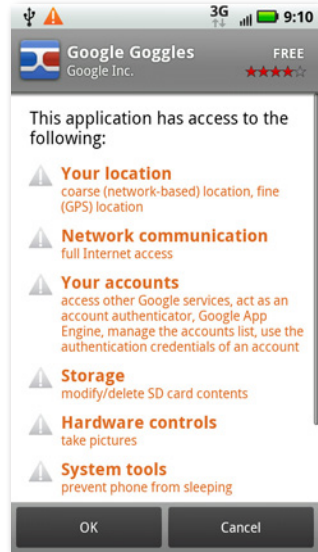 3G 9:10
Google Goggles FREE
Google Inc.
This application has access to the
following:
Your location
coarse (network-based) location, fine
(GPS) location
Network communication
full Internet access
Your accounts
access other Google services, act as an
account authenticator, Google App
Engine, manage the accounts list, use the
authentication credentials of an account
Storage
modify/delete SD card contents
Hardware controls
take pictures
System tools
prevent phone from sleeping
OK Cancel